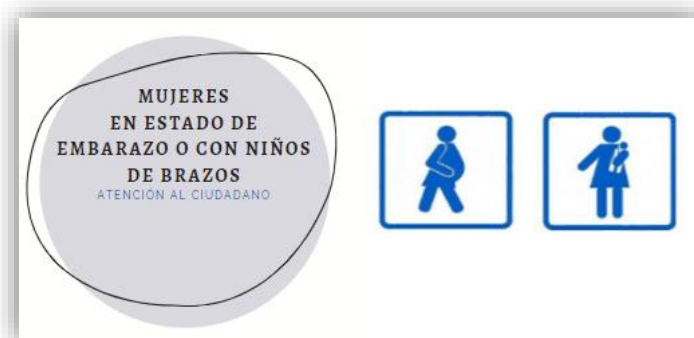 MUJERES
EN ESTADO DE
EMBARAZO O CON NIÑOS
DE BRAZOS
ATENCIÓN AL CIUDADANO